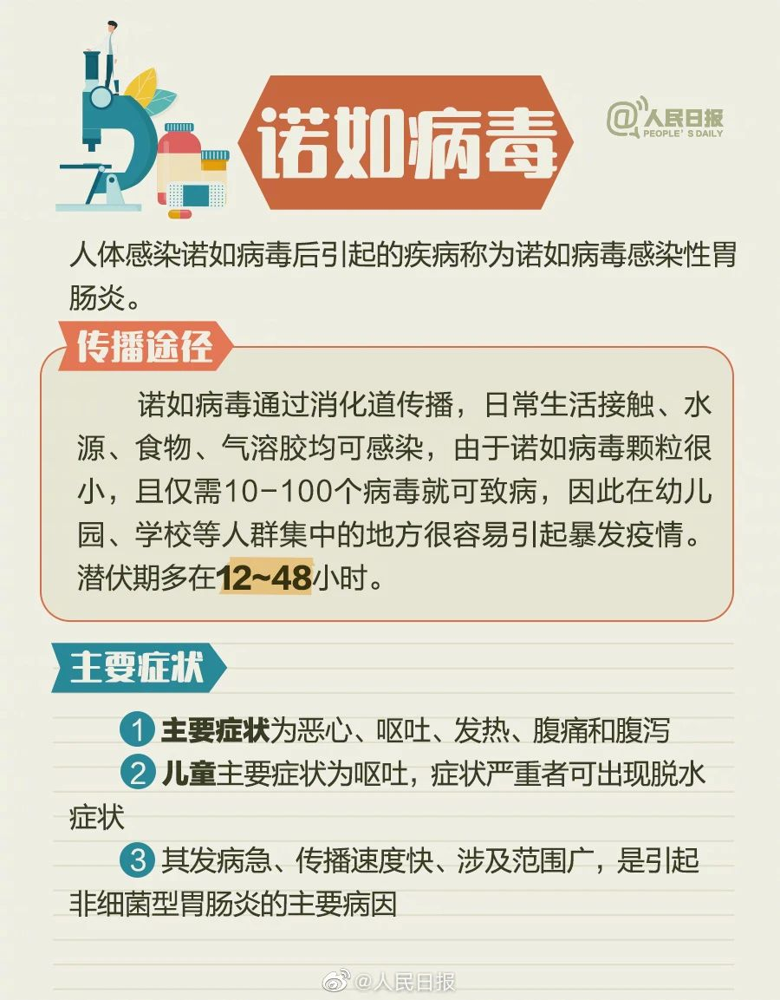 诺如病毒
@人民日报
PEOPLE'S DAILY
人体感染诺如病毒后引起的疾病称为诺如病毒感染性胃
肠炎。
传播途径
诺如病毒通过消化道传播，日常生活接触、水
源、食物、气溶胶均可感染，由于诺如病毒颗粒很
小，且仅需10-100个病毒就可致病，因此在幼儿
园、学校等人群集中的地方很容易引起暴发疫情。
潜伏期多在12~48小时。
主要症状
1 主要症状为恶心、呕吐、发热、腹痛和腹泻
2 儿童主要症状为呕吐，症状严重者可出现脱水
症状
3 其发病急、传播速度快、涉及范围广，是引起
非细菌型胃肠炎的主要病因
@人民日报